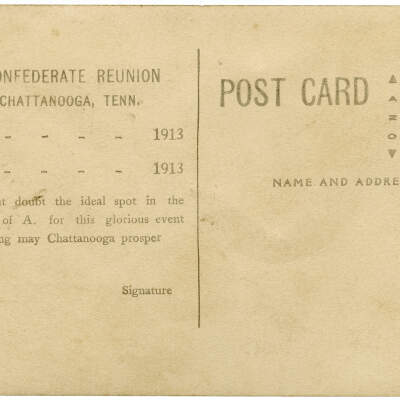 ONFEDERATE REUNION
CHATTANOOGA, TENN.
- - - - 1913
- - - - 1913
t doubt the ideal spot in the
of A. for this glorious event
ng may Chattanooga prosper
Signature
POST CARD
NAME AND ADDRE